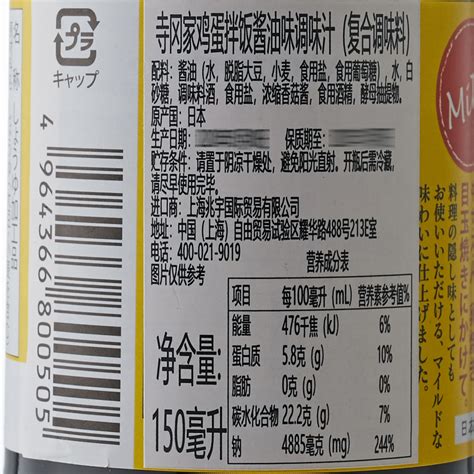 プラ
キャップ
4964366800505
寺冈家鸡蛋拌饭酱油味调味汁（复合调味料）
配料：酱油（水，脱脂大豆，小麦，食用盐，食用葡萄糖），水，白
砂糖，调味料酒，食用盐，浓缩香菇酱，食用酒精，酵母抽提物。
原产国：日本
生产日期： 保质期至：
贮存条件：请置于阴凉干燥处，避免阳光直射。开瓶后需冷藏，
请尽早使用完毕。
进口商：上海兆宇国际贸易有限公司
地址：中国（上海）自由贸易试验区耀华路488号213E室
电话：400-021-9019
图片仅供参考
营养成分表
项目 每100毫升（mL） 营养素参考值%
能量 476千焦（kJ） 6%
蛋白质 5.8克（g） 10%
脂肪 0克（g） 0%
碳水化合物 22.2克（g） 7%
钠 4885毫克（mg） 244%
净含量：
150毫升
Mi
料理の隠し味としても
お使いいただける、マイルドな
味わいに仕上げました。
日本